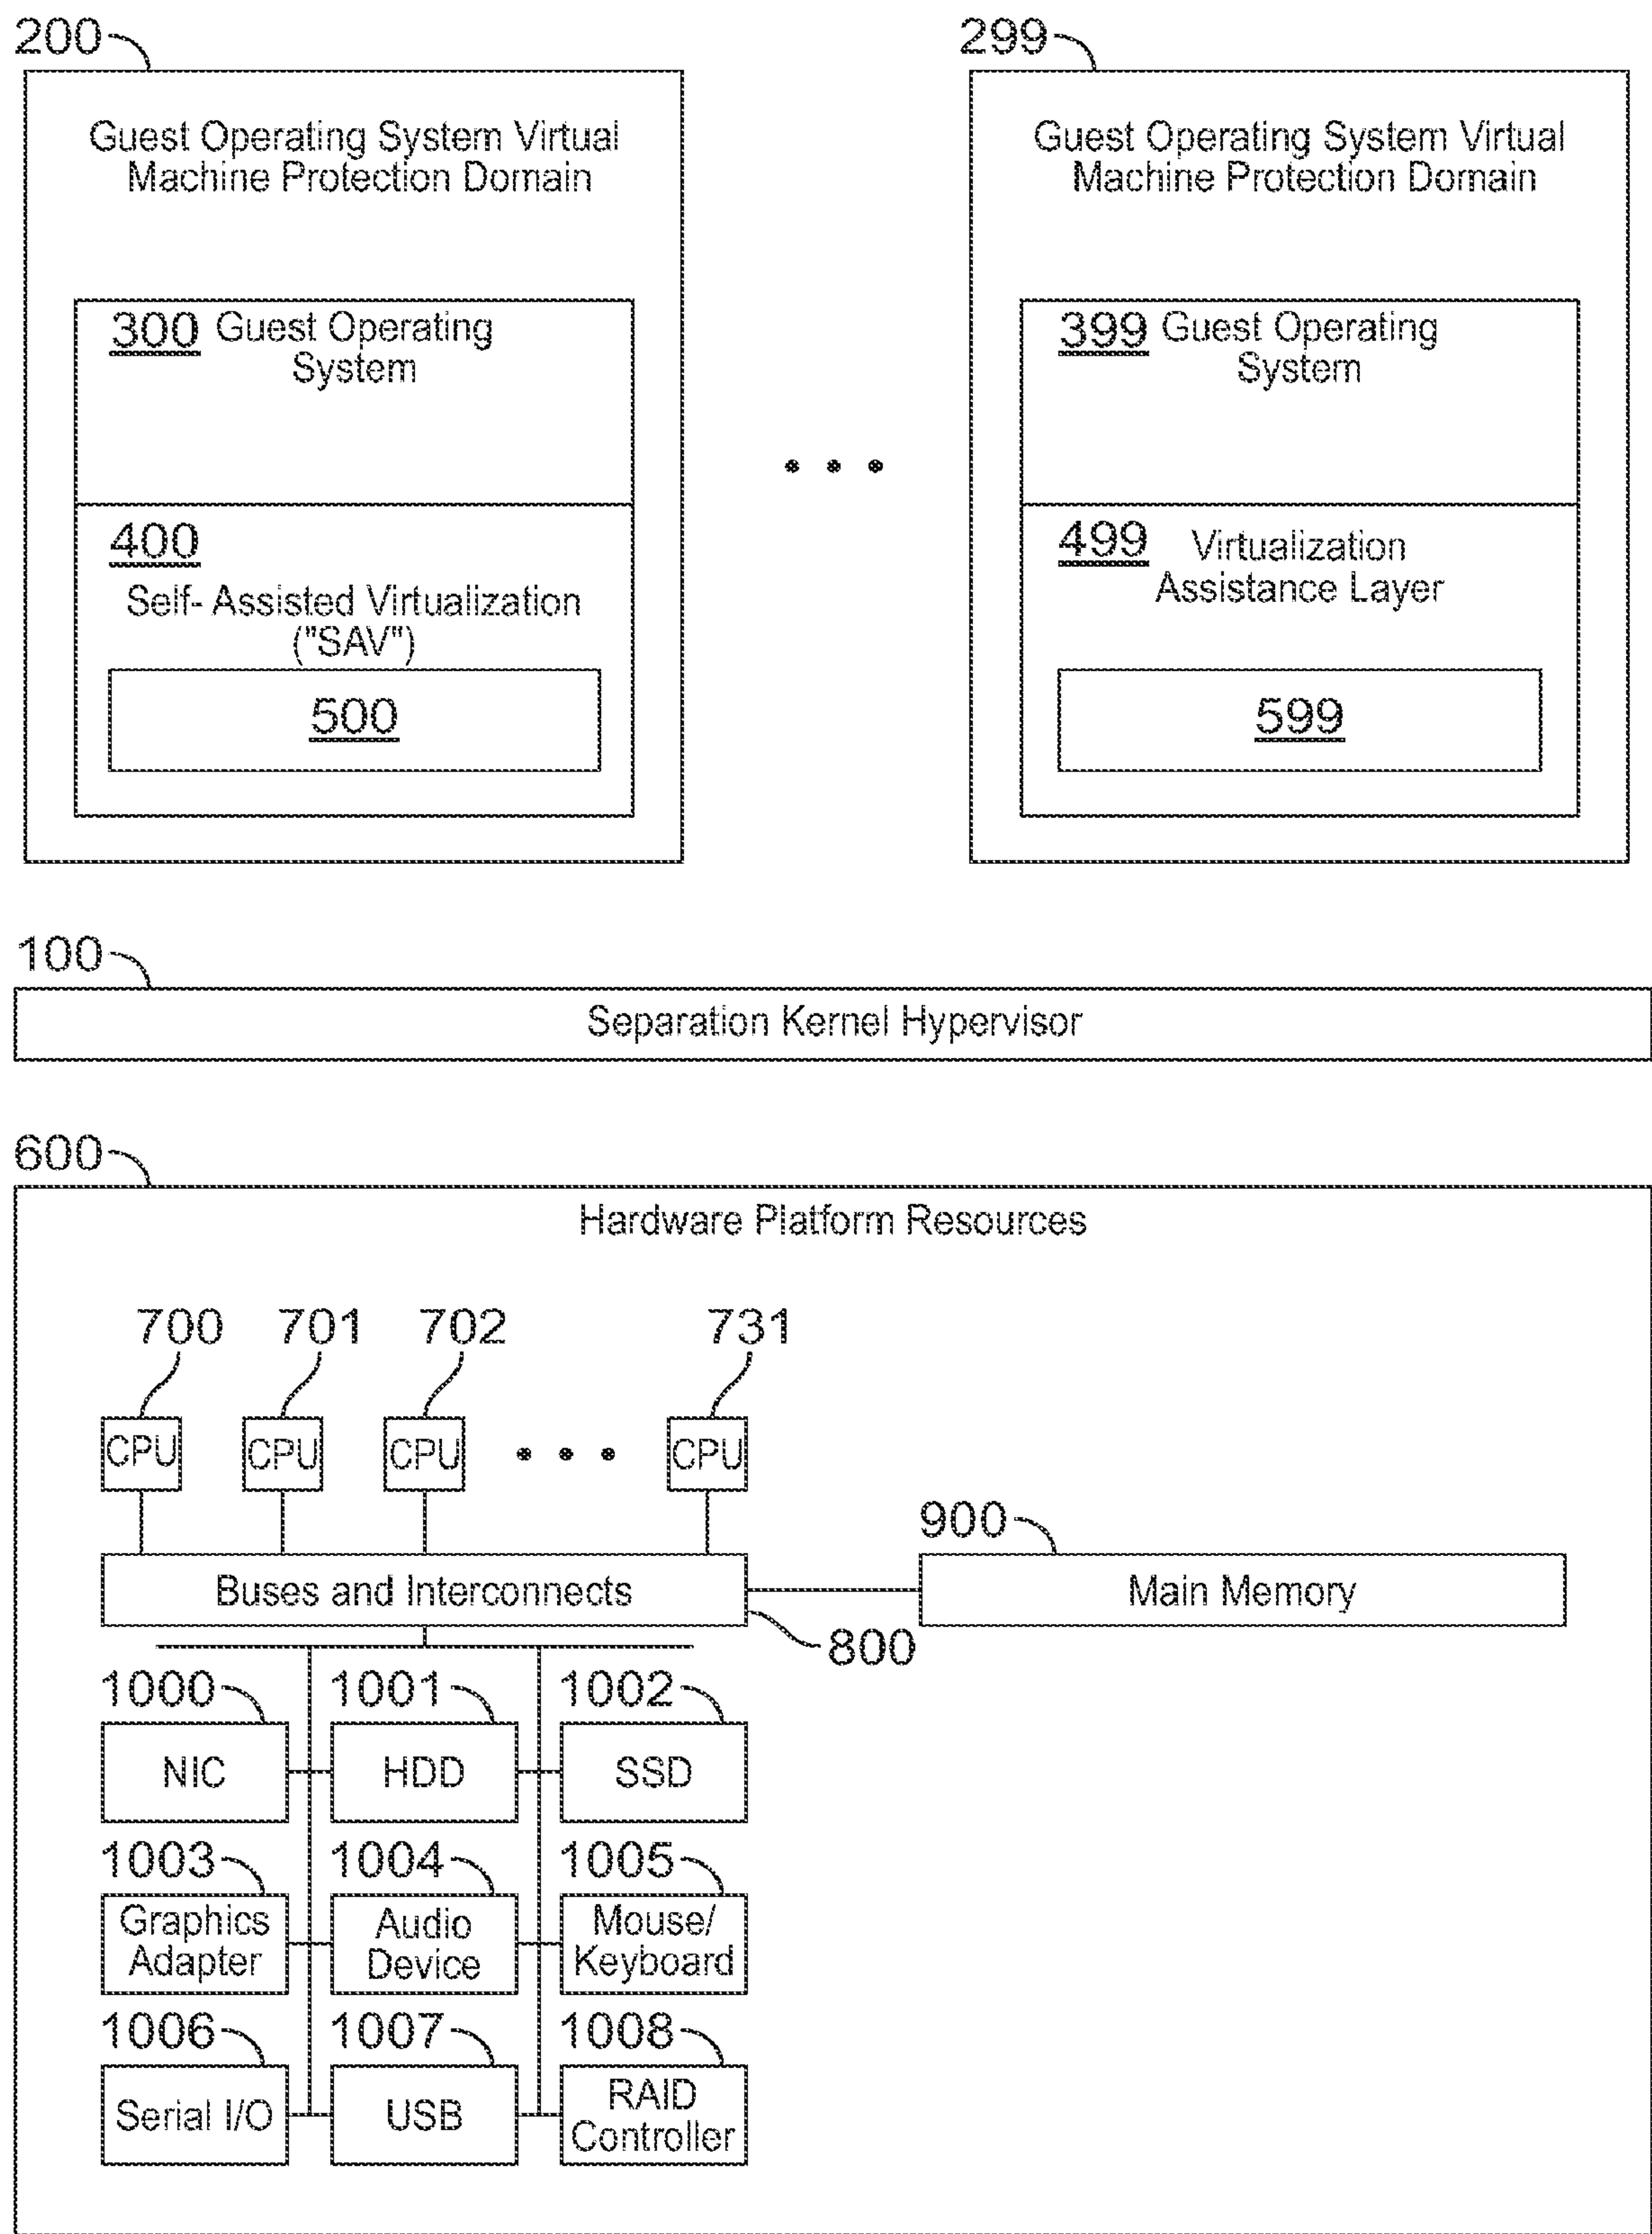 200
299
Guest Operating System Virtual
Machine Protection Domain
Guest Operating System Virtual
Machine Protection Domain
300 Guest Operating
System
399 Guest Operating
System
400
Self- Assisted Virtualization
("SAV")
500
499 Virtualization
Assistance Layer
599
100
Separation Kernel Hypervisor
600
Hardware Platform Resources
700 701 702 731
CPU CPU CPU CPU
900
Buses and Interconnects
Main Memory
800
1000 1001 1002
NIC HDD SSD
1003 1004 1005
Graphics
Adapter
Audio
Device
Mouse/
Keyboard
1006 1007 1008
Serial I/O
USB
RAID
Controller